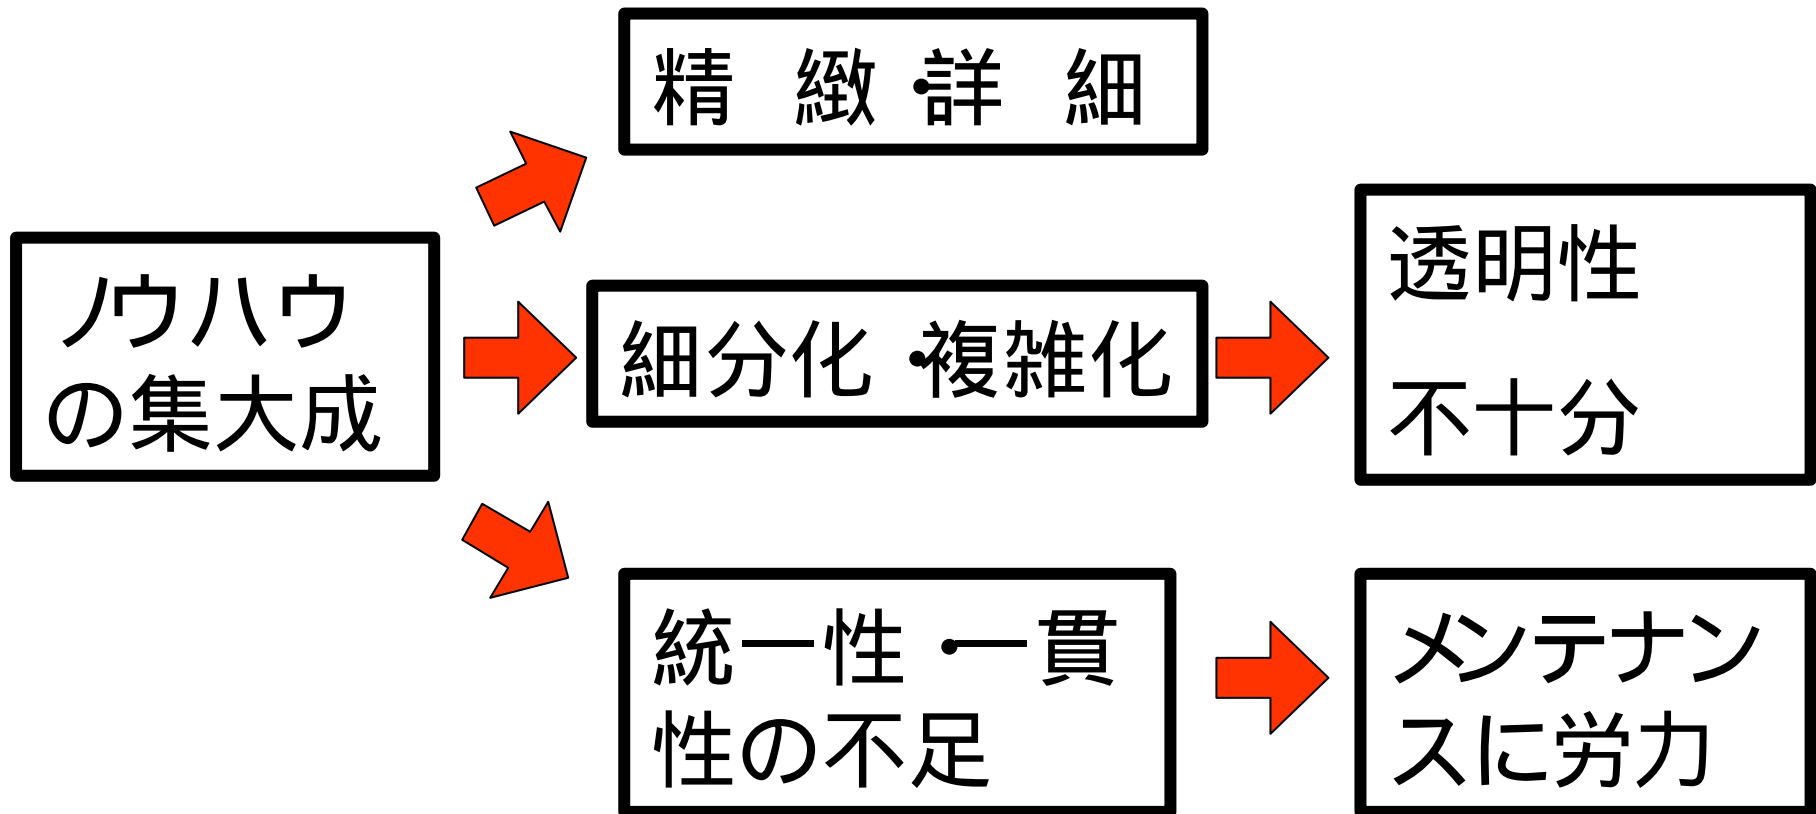 精緻・詳細
ノウハウ
の集大成
細分化・複雑化
透明性
不十分
統一性・一貫
性の不足
メンテナン
スに労力